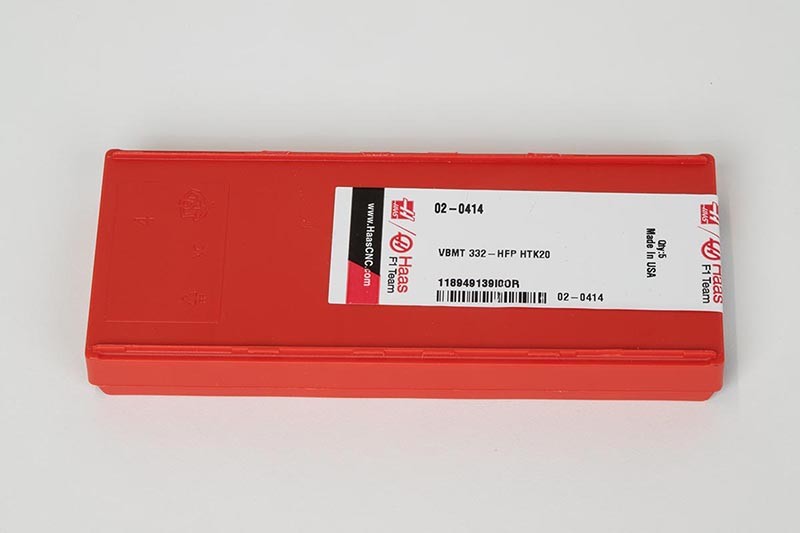 www.HaasCNC.com
Haas
F1 Team
02-0414
VBMT 332-HFP HTK20
118949139I0OR
02-0414
Qty:5
Made In USA
Haas
F1 Team
4